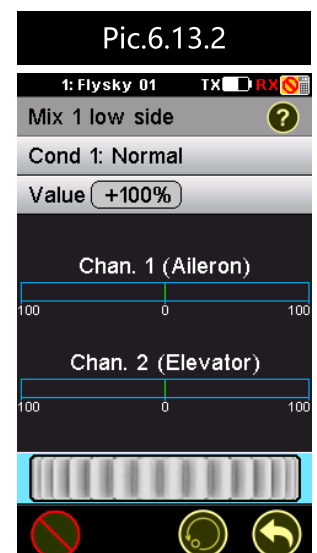 Pic.6.13.2
1: Flysky 01 TX RX
Mix 1 low side ?
Cond 1: Normal
Value +100%
Chan. 1 (Aileron)
100 0 100
Chan. 2 (Elevator)
100 0 100